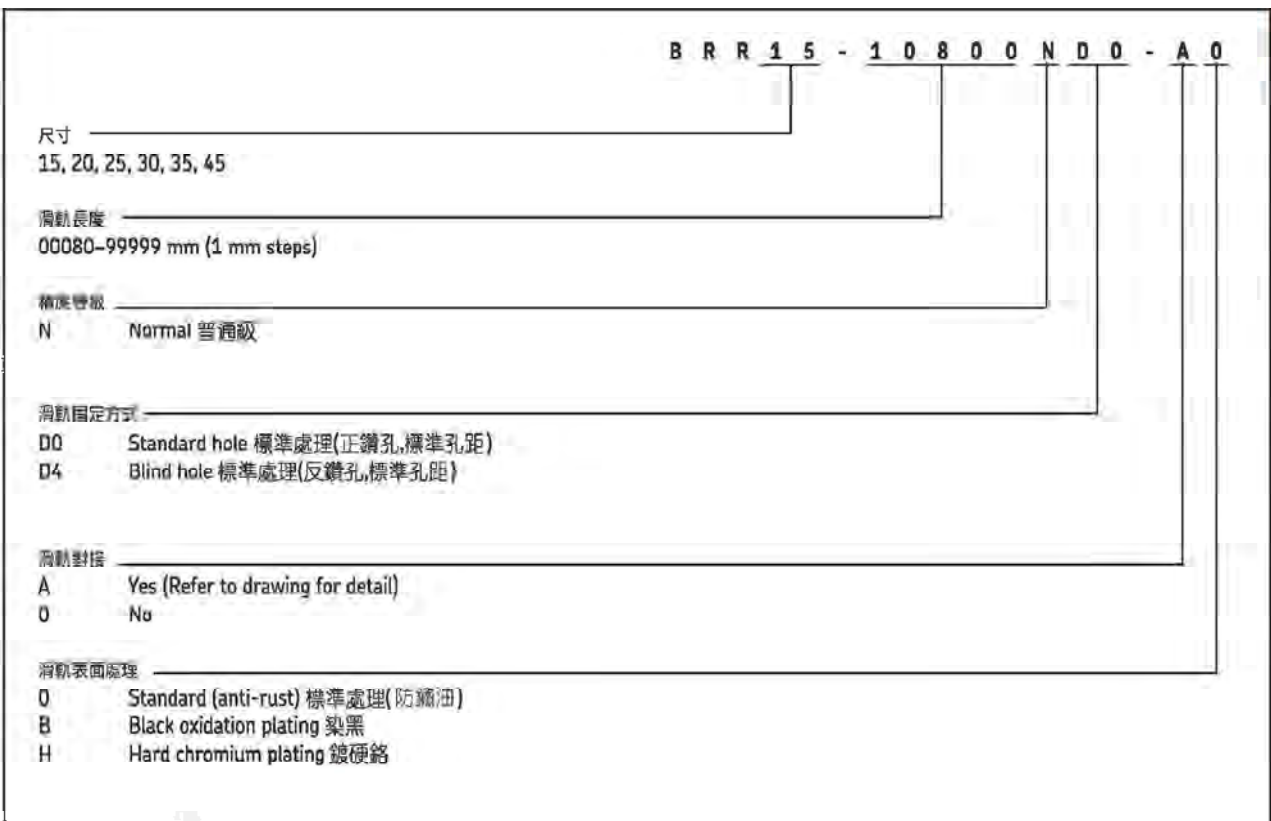 BRR15-10800ND0-A0
尺寸
15, 20, 25, 30, 35, 45
滑軌長度
00080–99999 mm (1 mm steps)
精度等級
N Normal 普通級
滑軌固定方式
D0 Standard hole 標準處理(正鑽孔,標準孔距)
D4 Blind hole 標準處理(反鑽孔,標準孔距)
滑軌對接
A Yes (Refer to drawing for detail)
0 No
滑軌表面處理
0 Standard (anti-rust) 標準處理(防鏽油)
B Black oxidation plating 染黑
H Hard chromium plating 鍍硬鉻